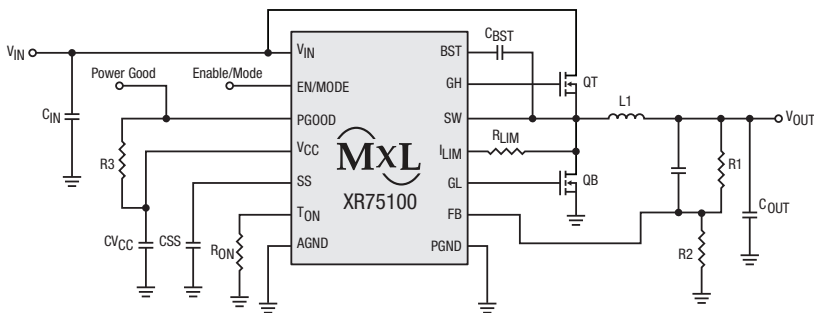 VIN
CIN
Power Good
Enable/Mode
R3
CVCC
CSS
RON
VIN
EN/MODE
PGOOD
VCC
SS
TON
AGND
MxL
XR75100
BST
GH
SW
ILIM
GL
FB
PGND
CBST
QT
RLIM
QB
L1
VOUT
R1
COUT
R2